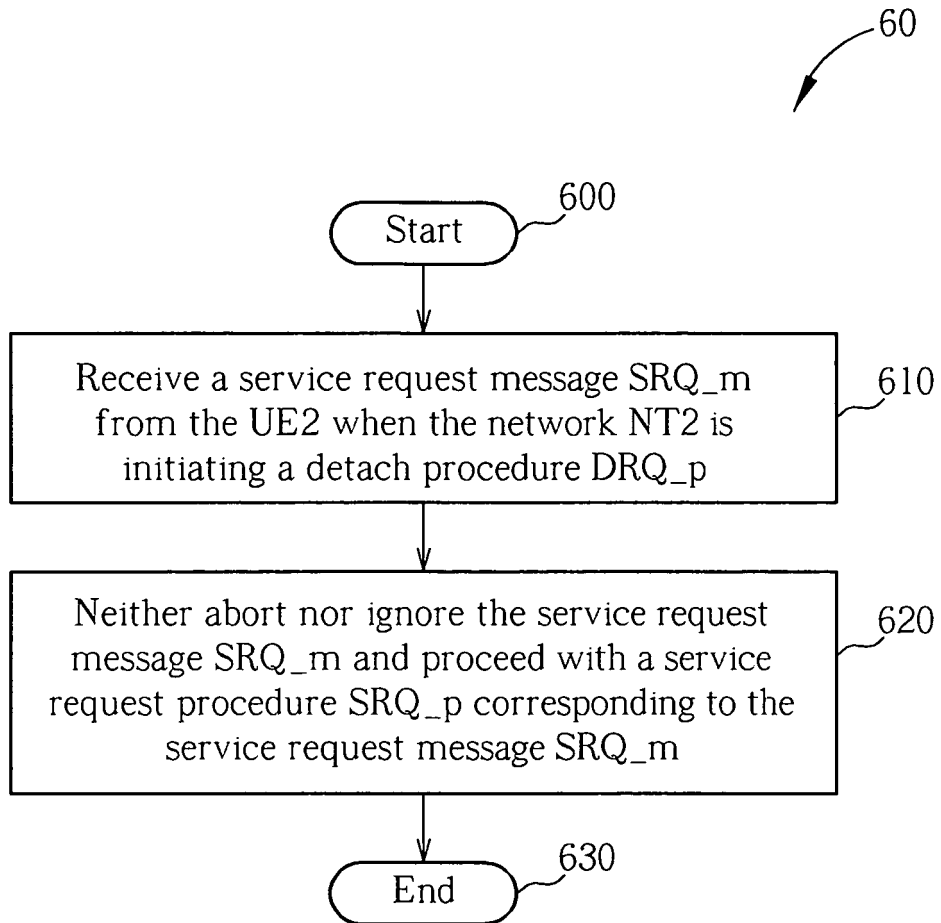 60
600
Start
Receive a service request message SRQ_m
from the UE2 when the network NT2 is
initiating a detach procedure DRQ_p
610
Neither abort nor ignore the service request
message SRQ_m and proceed with a service
request procedure SRQ_p corresponding to the
service request message SRQ_m
620
End
630